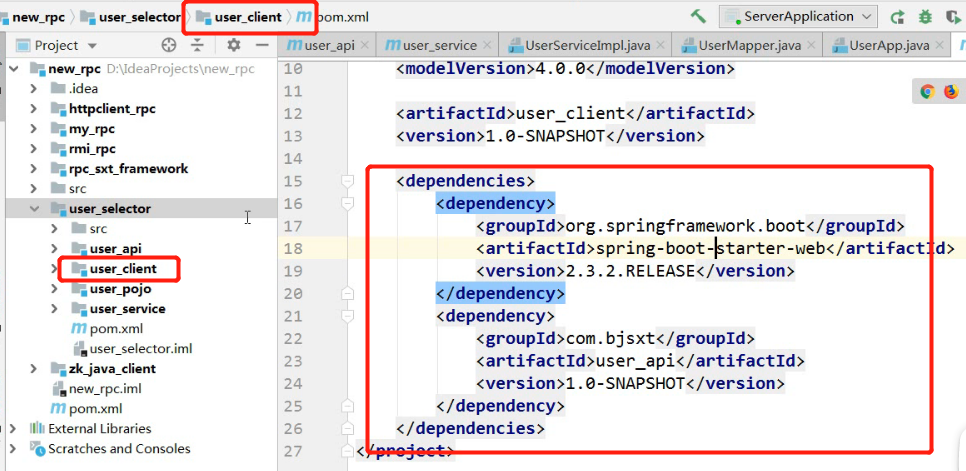 new_rpc user_selector user_client pom.xml ServerApplication
Project
user_api user_service UserServiceImpl.java UserMapper.java UserApp.java
new_rpc D:\IdeaProjects\new_rpc
.idea
httpclient_rpc
my_rpc
rmi_rpc
rpc_sxt_framework
src
user_selector
src
user_api
user_client
user_pojo
user_service
pom.xml
user_selector.iml
zk_java_client
new_rpc.iml
pom.xml
External Libraries
Scratches and Consoles
10 <modelVersion>4.0.0</modelVersion>
11
12 <artifactId>user_client</artifactId>
13 <version>1.0-SNAPSHOT</version>
14
15 <dependencies>
16 <dependency>
17 <groupId>org.springframework.boot</groupId>
18 <artifactId>spring-boot-starter-web</artifactId>
19 <version>2.3.2.RELEASE</version>
20 </dependency>
21 <dependency>
22 <groupId>com.bjsxt</groupId>
23 <artifactId>user_api</artifactId>
24 <version>1.0-SNAPSHOT</version>
25 </dependency>
26 </dependencies>
27 </project>